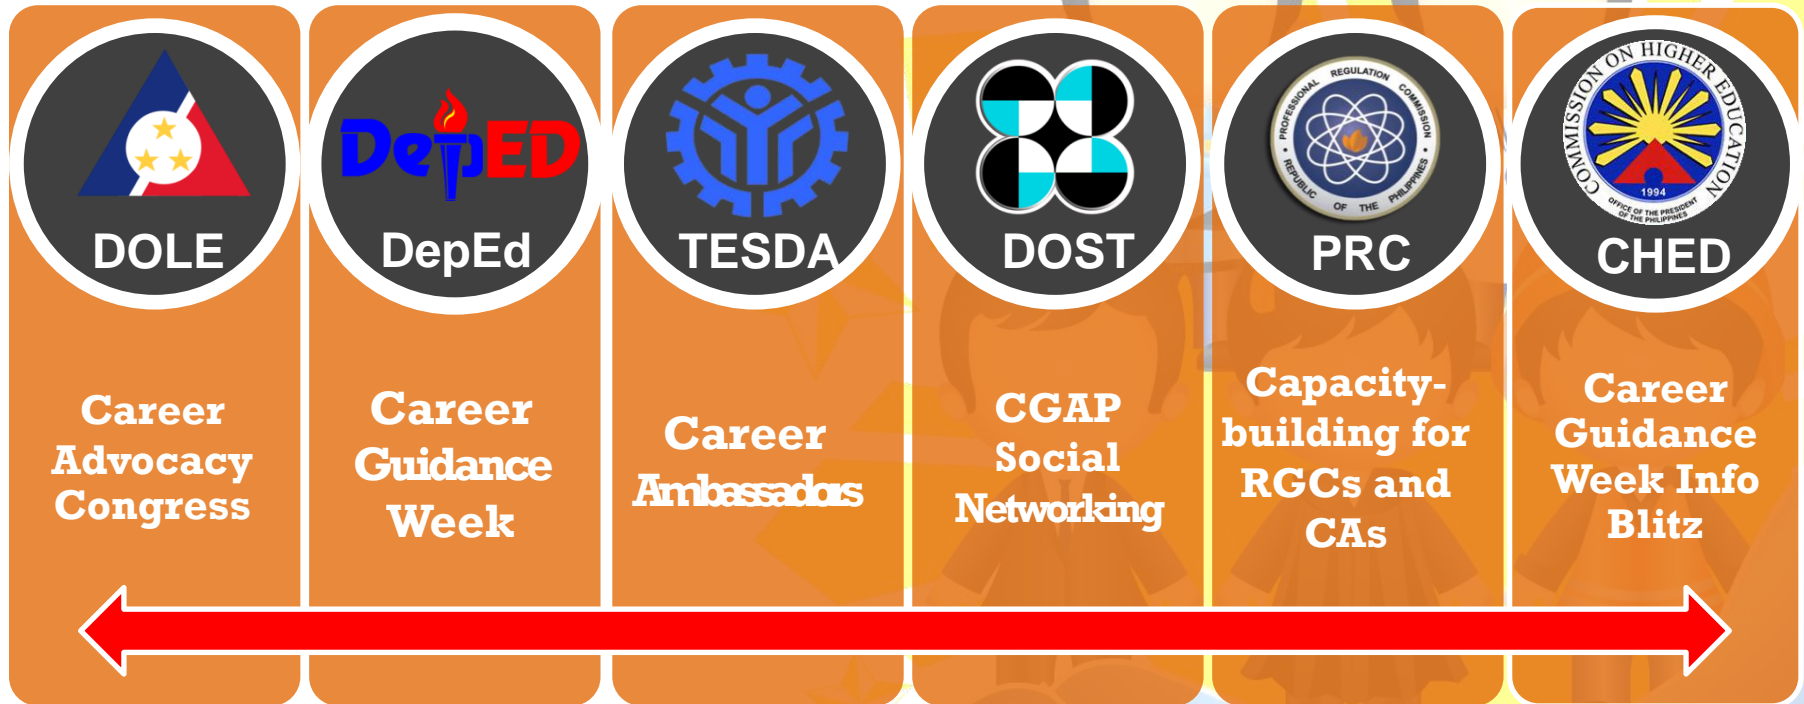 DOLE
Career
Advocacy
Congress
DepED
DepEd
Career
Guidance
Week
TESDA
Career
Ambassadors
DOST
CGAP
Social
Networking
PROFESSIONAL REGULATION COMMISSION
REPUBLIC OF THE PHILIPPINES
PRC
Capacity-
building for
RGCs and
CAs
COMMISSION ON HIGHER EDUCATION
1994
OFFICE OF THE PRESIDENT
OF THE PHILIPPINES
CHED
Career
Guidance
Week Info
Blitz